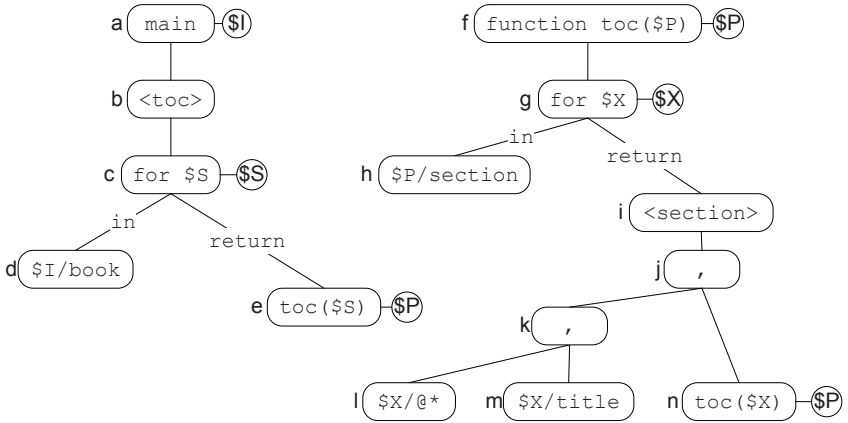 a main $I
b <toc>
c for $S $S
in
return
d $I/book
e toc($S) $P
f function toc($P) $P
g for $X $X
in
return
h $P/section
i <section>
j ,
k ,
l $X/@*
m $X/title
n toc($X) $P